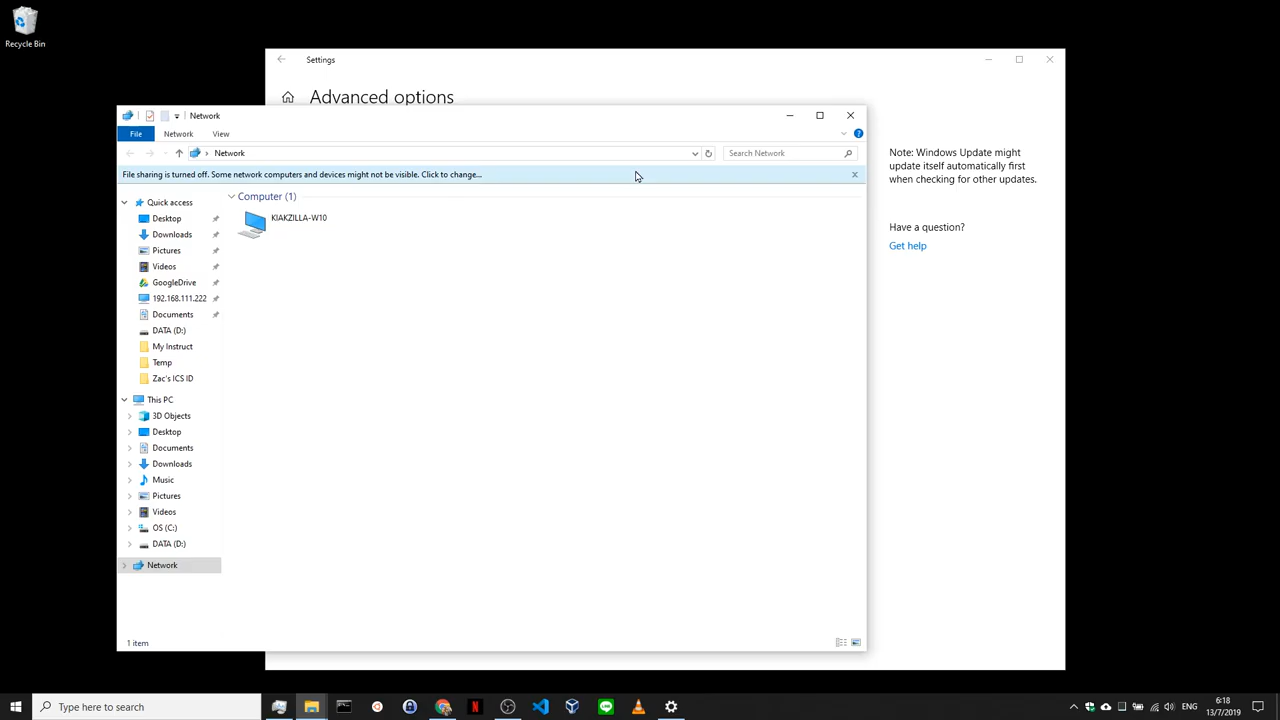 Recycle Bin
Settings
Advanced options
Network
File
Network
View
Network
Search Network
File sharing is turned off. Some network computers and devices might not be visible. Click to change...
Quick access
Desktop
Downloads
Pictures
Videos
GoogleDrive
192.168.111.222
Documents
DATA (D:)
My Instruct
Temp
Zac's ICS ID
This PC
3D Objects
Desktop
Documents
Downloads
Music
Pictures
Videos
OS (C:)
DATA (D:)
Network
Computer (1)
KIAKZILLA-W10
1 item
Note: Windows Update might
update itself automatically first
when checking for other updates.
Have a question?
Get help
Type here to search
ENG
6:18
13/7/2019